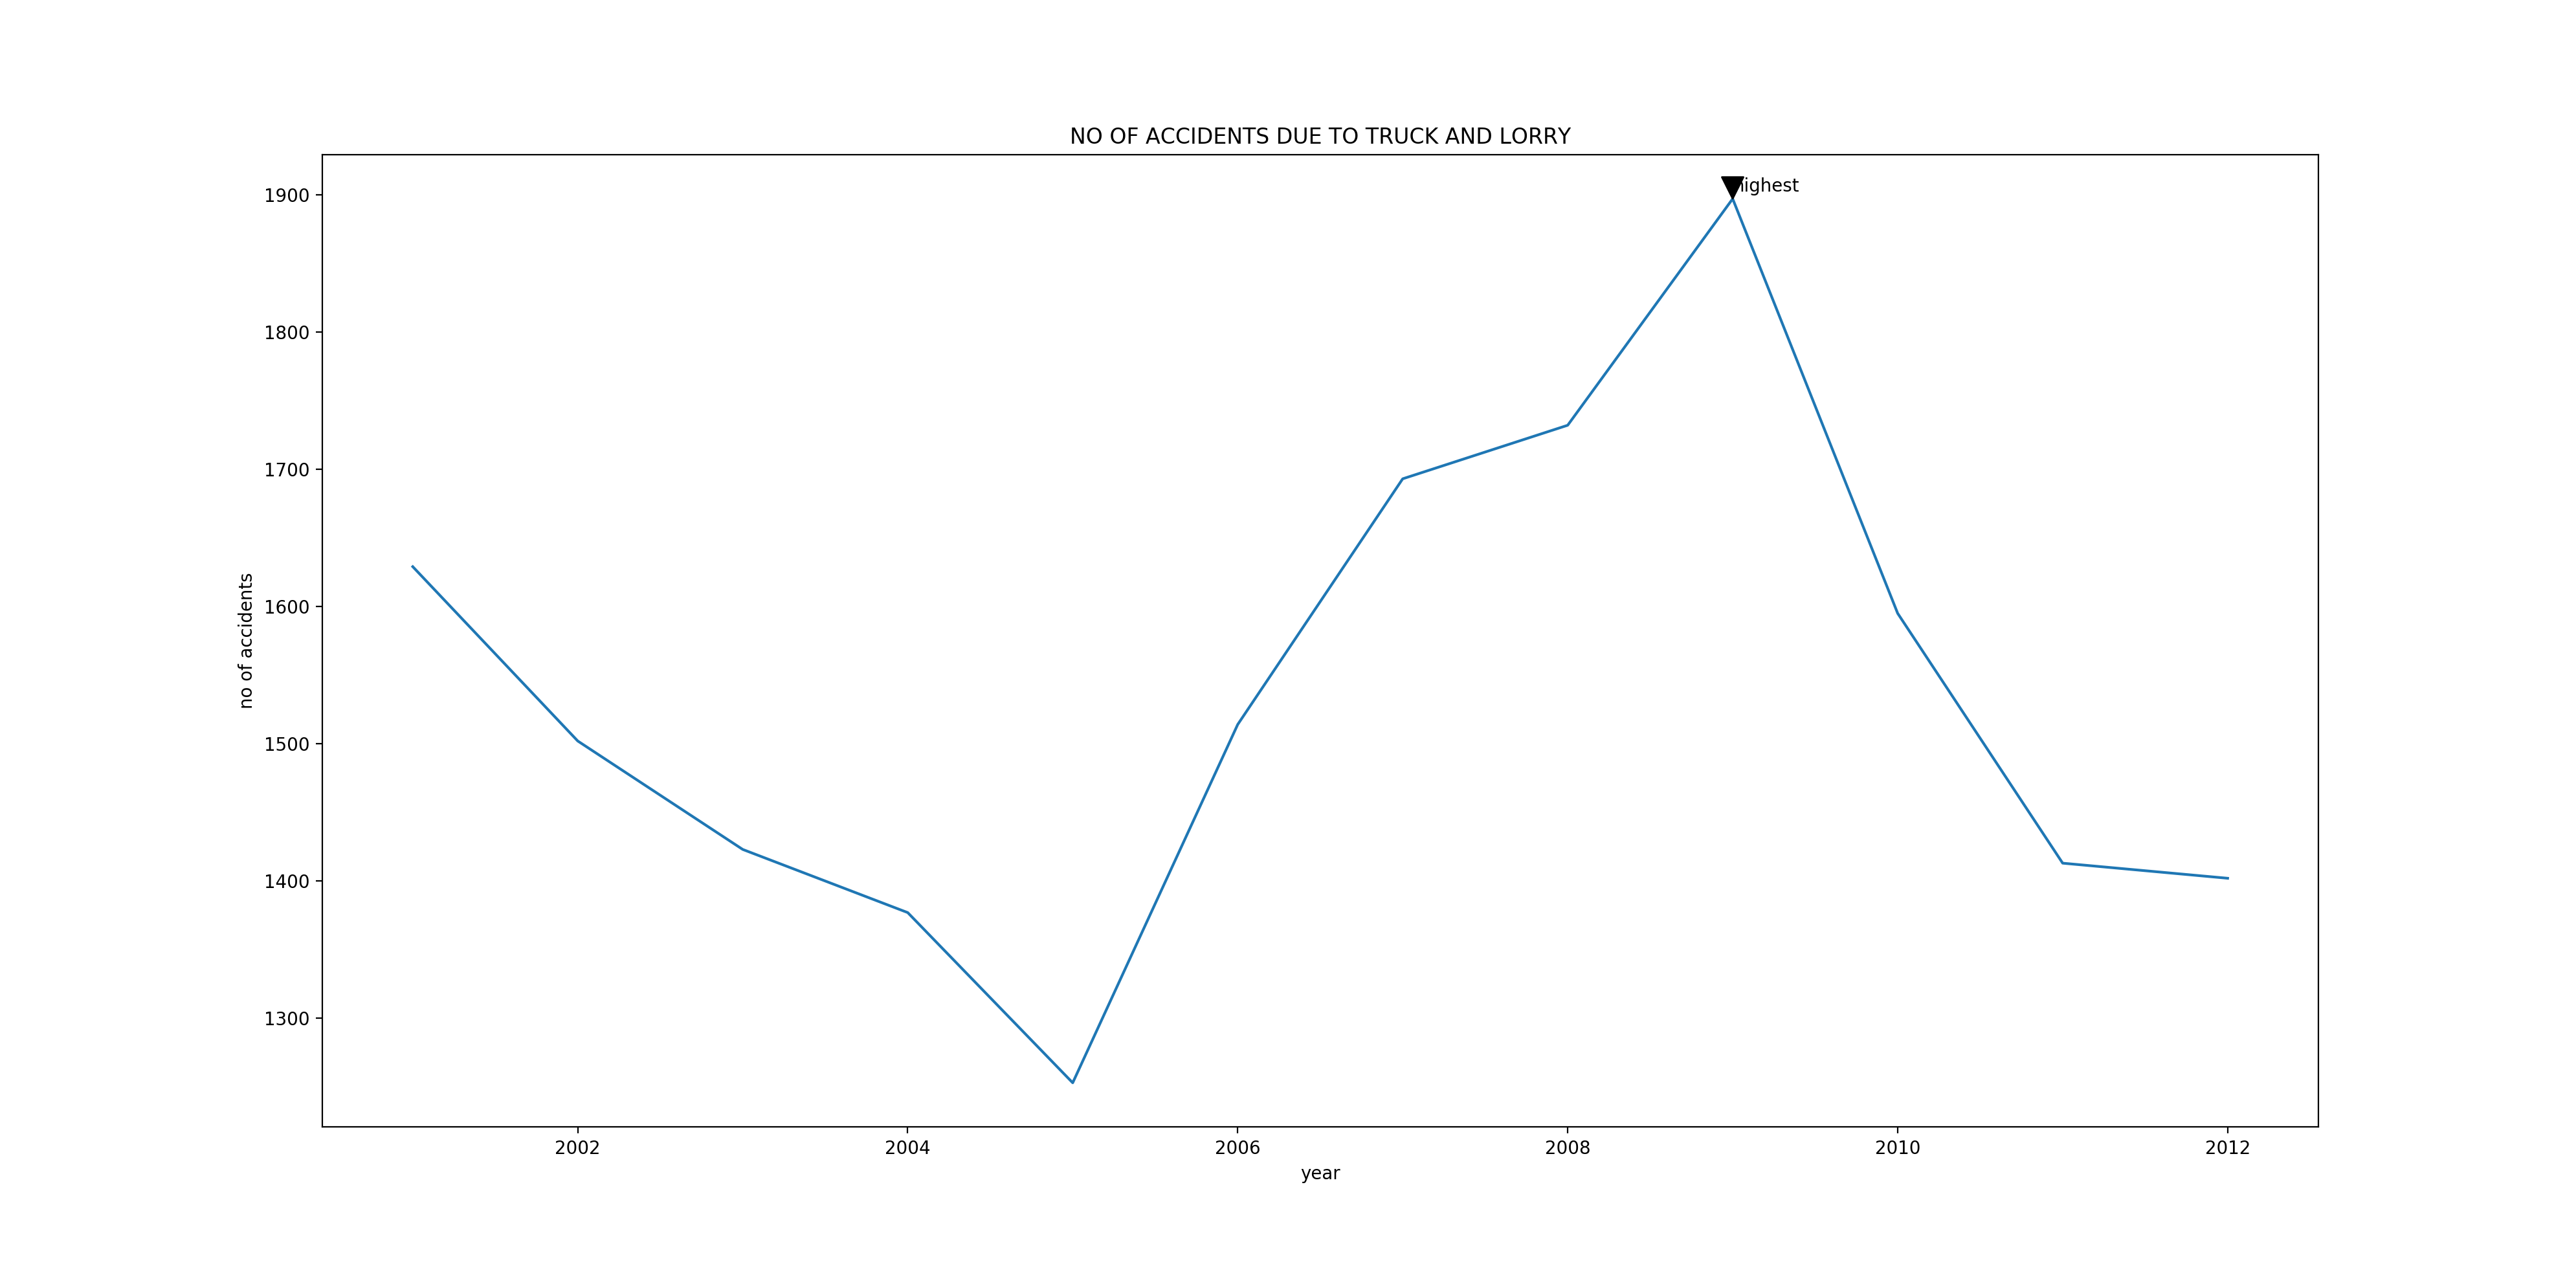 NO OF ACCIDENTS DUE TO TRUCK AND LORRY
highest
1900
1800
1700
1600
1500
1400
1300
no of accidents
2002 2004 2006 2008 2010 2012
year